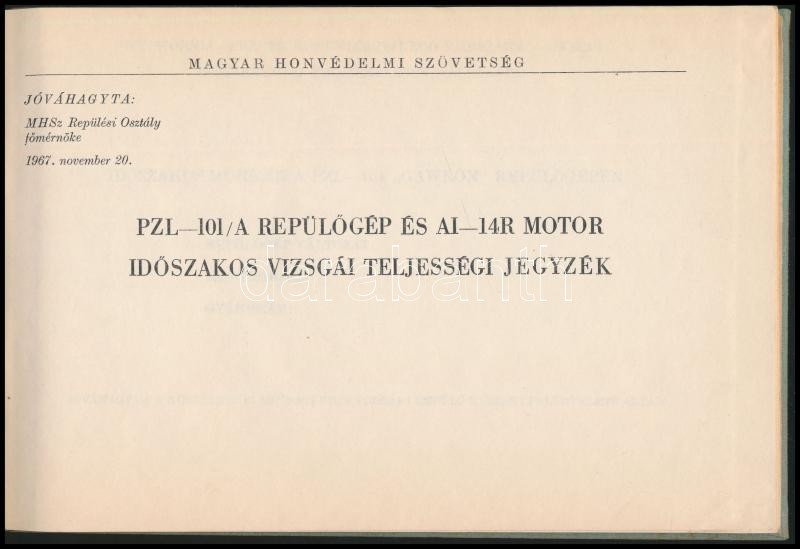 MAGYAR HONVÉDELMI SZÖVETSÉG
JÓVÁHAGYTA:
MHSz Repülési Osztály
főmérnöke
1967. november 20.
PZL—101/A REPÜLŐGÉP ÉS AI—14R MOTOR
IDŐSZAKOS VIZSGÁI TELJESSÉGI JEGYZÉK
darabanth